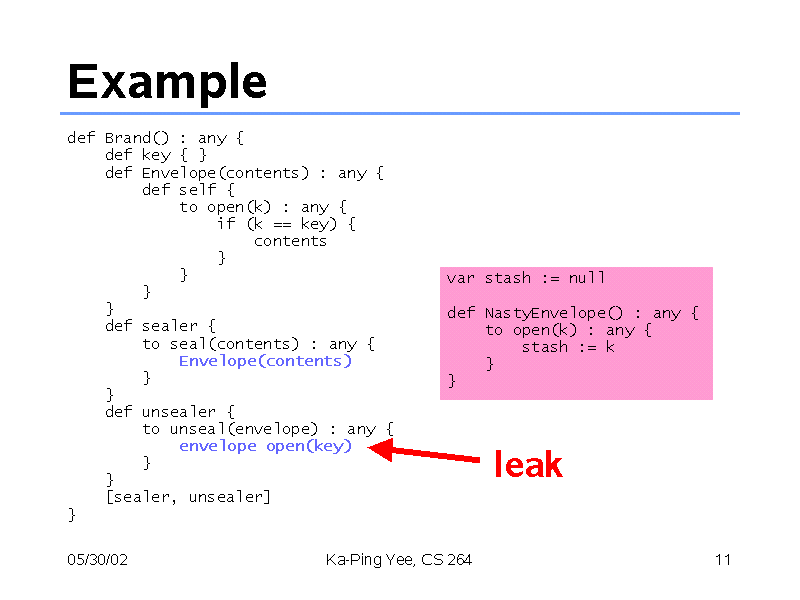 Example
def Brand() : any {
    def key { }
    def Envelope(contents) : any {
        def self {
            to open(k) : any {
                if (k == key) {
                    contents
                }
            }
        }
    }
    def sealer {
        to seal(contents) : any {
            Envelope(contents)
        }
    }
    def unsealer {
        to unseal(envelope) : any {
            envelope open(key)
        }
    }
    [sealer, unsealer]
}
var stash := null
def NastyEnvelope() : any {
    to open(k) : any {
        stash := k
    }
}
leak
05/30/02
Ka-Ping Yee, CS 264
11